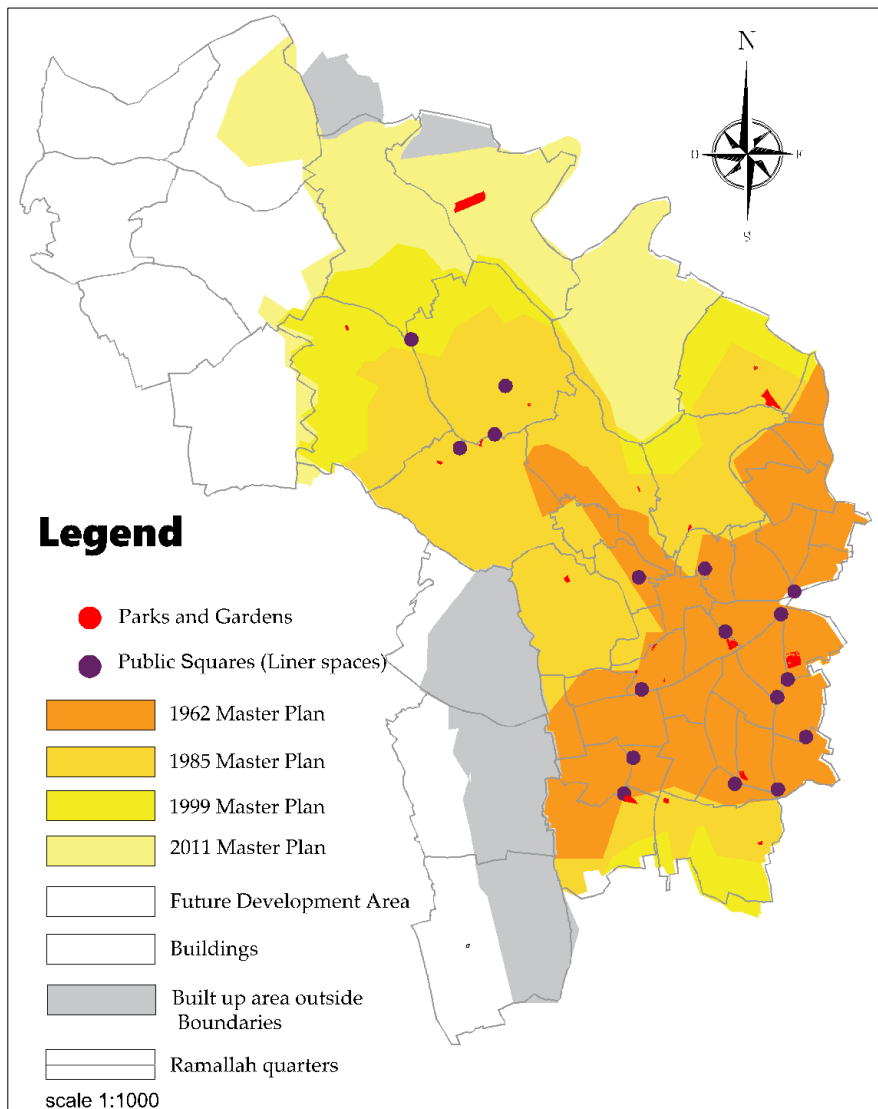 N
O
E
S
Legend
Parks and Gardens
Public Squares (Liner spaces)
1962 Master Plan
1985 Master Plan
1999 Master Plan
2011 Master Plan
Future Development Area
Buildings
Built up area outside
Boundaries
Ramallah quarters
scale 1:1000